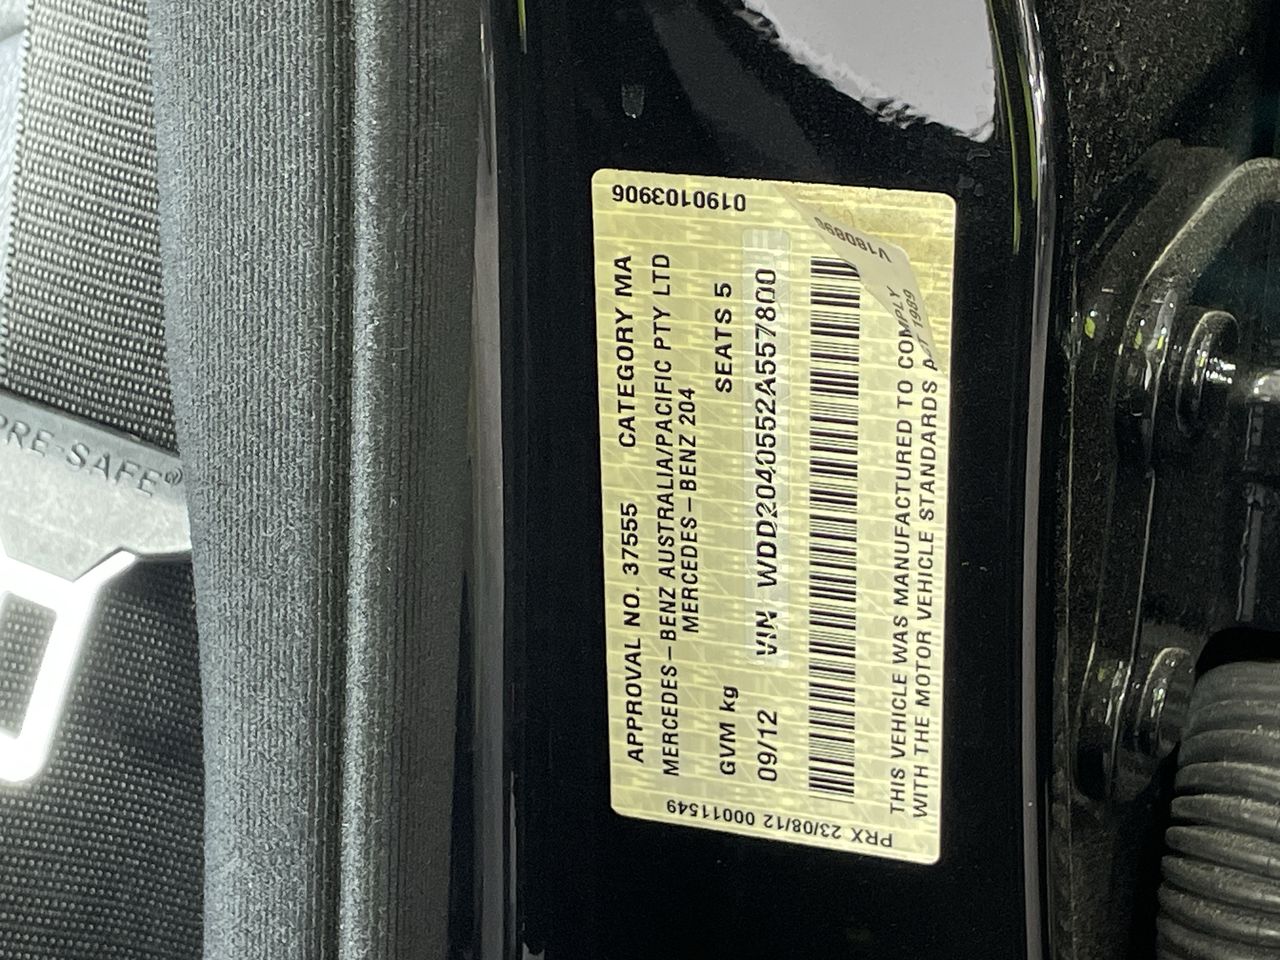 PRE-SAFE®
0190103906
APPROVAL NO. 37555 CATEGORY MA
MERCEDES-BENZ AUSTRALIA/PACIFIC PTY LTD
MERCEDES-BENZ 204
GVM kg SEATS 5
09/12 VIN WDD2040552A557800
V180898
THIS VEHICLE WAS MANUFACTURED TO COMPLY
WITH THE MOTOR VEHICLE STANDARDS ACT 1989
PRX 23/08/12 00011549